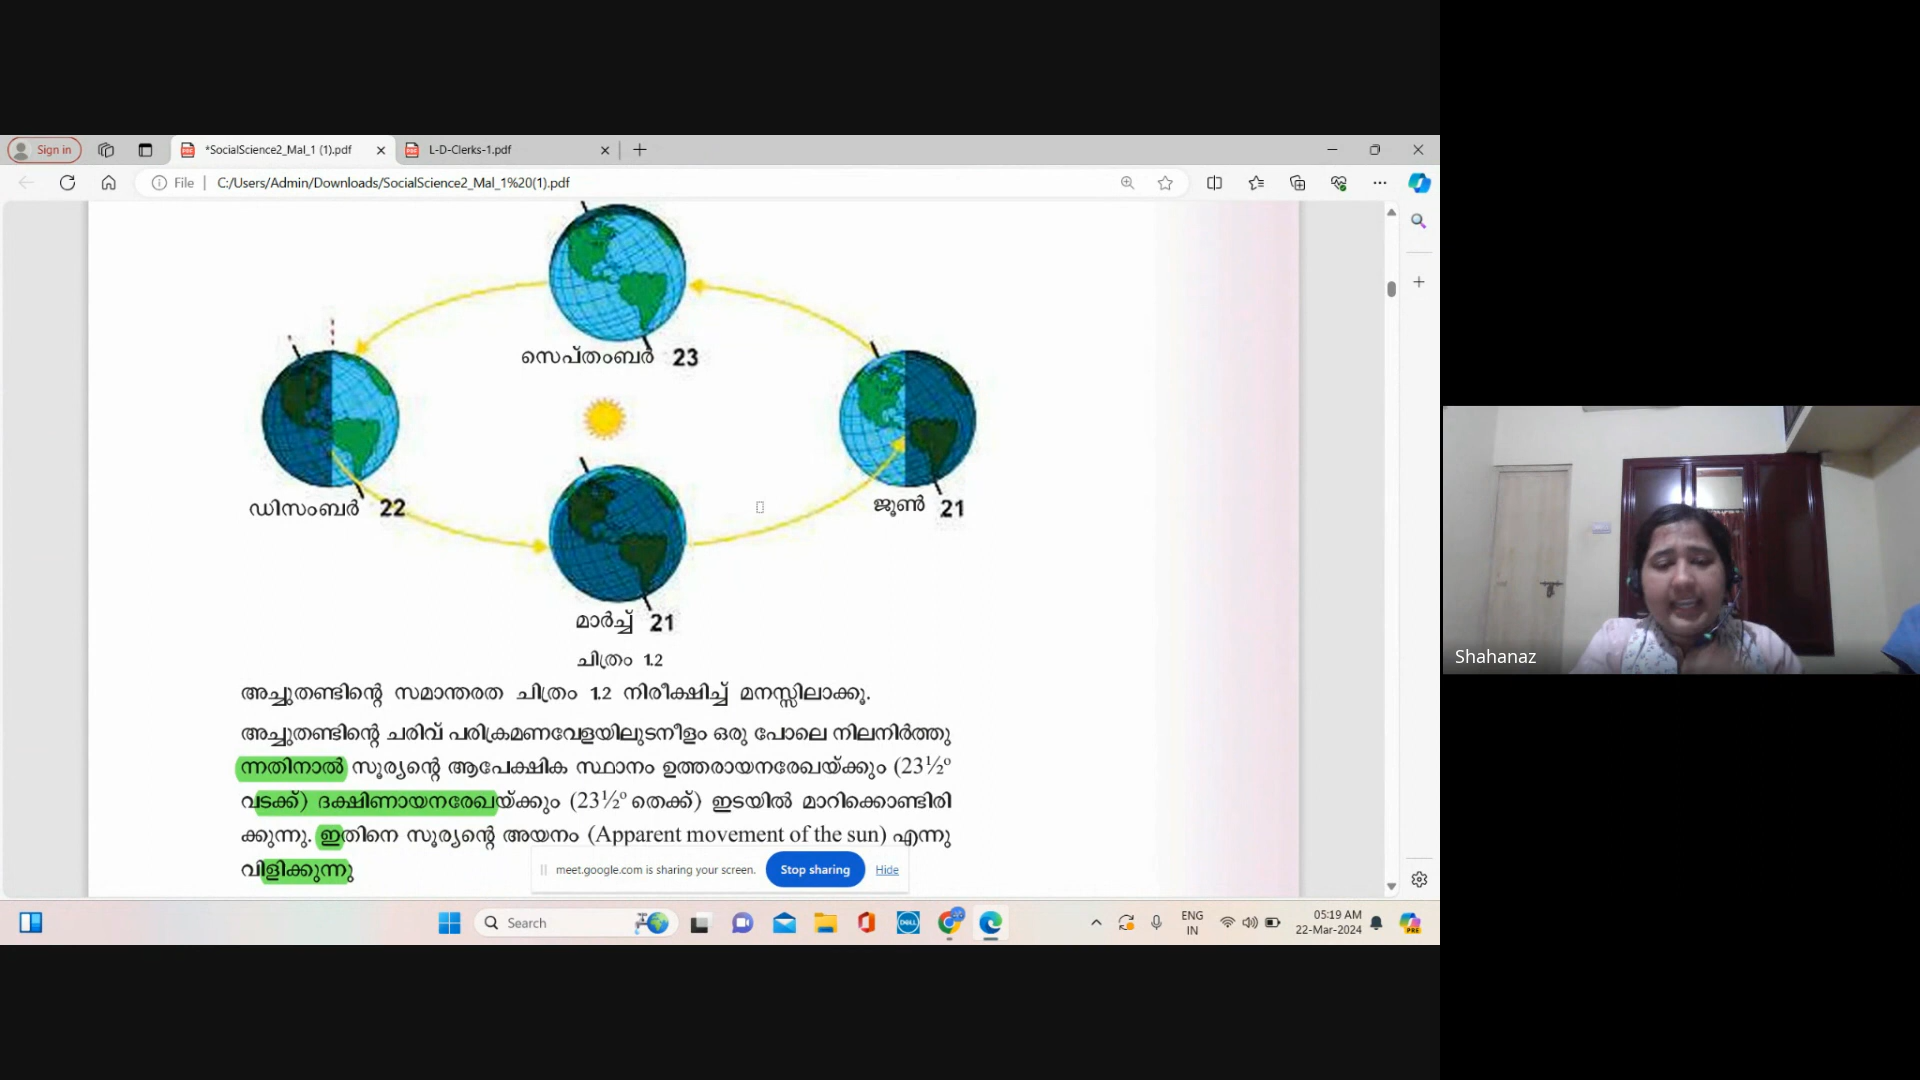 Sign in
*SocialScience2_Mal_1 (1).pdf
L-D-Clerks-1.pdf
File
C:/Users/Admin/Downloads/SocialScience2_Mal_1%20(1).pdf
സെപ്തംബർ 23
ഡിസംബർ 22
ജൂൺ 21
മാർച്ച് 21
ചിത്രം 1.2
അച്ചുതണ്ടിന്റെ സമാന്തരത ചിത്രം 1.2 നിരീക്ഷിച്ച് മനസ്സിലാക്കൂ.
അച്ചുതണ്ടിന്റെ ചരിവ് പരിക്രമണവേളയിലുടനീളം ഒരു പോലെ നിലനിർത്തു
ന്നതിനാൽ സൂര്യന്റെ ആപേക്ഷിക സ്ഥാനം ഉത്തരായനരേഖയ്ക്കും (23½°
വടക്ക്) ദക്ഷിണായനരേഖയ്ക്കും (23½° തെക്ക്) ഇടയിൽ മാറിക്കൊണ്ടിരി
ക്കുന്നു. ഇതിനെ സൂര്യന്റെ അയനം (Apparent movement of the sun) എന്നു
വിളിക്കുന്നു
meet.google.com is sharing your screen.
Stop sharing
Hide
Shahanaz
Search
DELL
ENG
IN
05:19 AM
22-Mar-2024
PRE